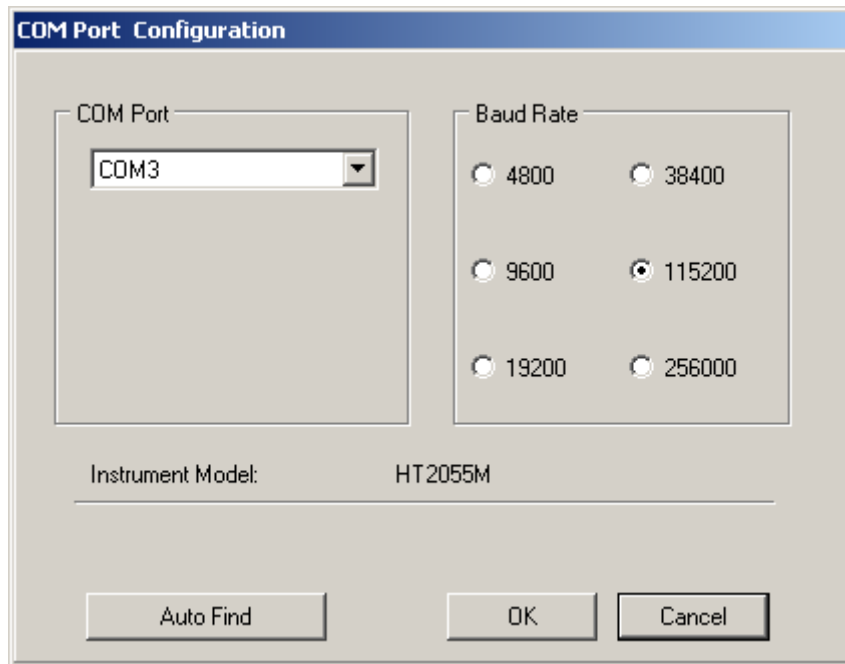 COM Port  Configuration
COM Port
COM3
Baud Rate
4800
38400
9600
115200
19200
256000
Instrument Model: HT2055M
Auto Find
OK
Cancel